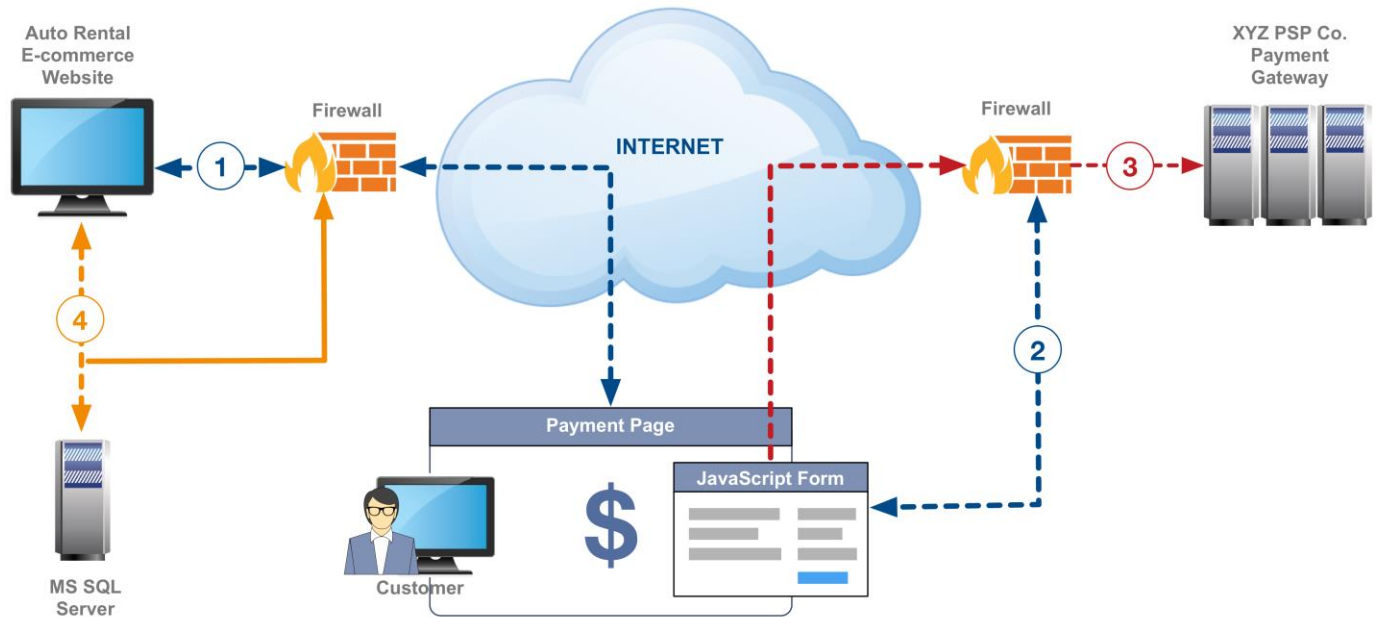 Auto Rental
E-commerce
Website
XYZ PSP Co.
Payment
Gateway
Firewall
Firewall
INTERNET
1
3
4
2
Payment Page
JavaScript Form
$
Customer
MS SQL
Server